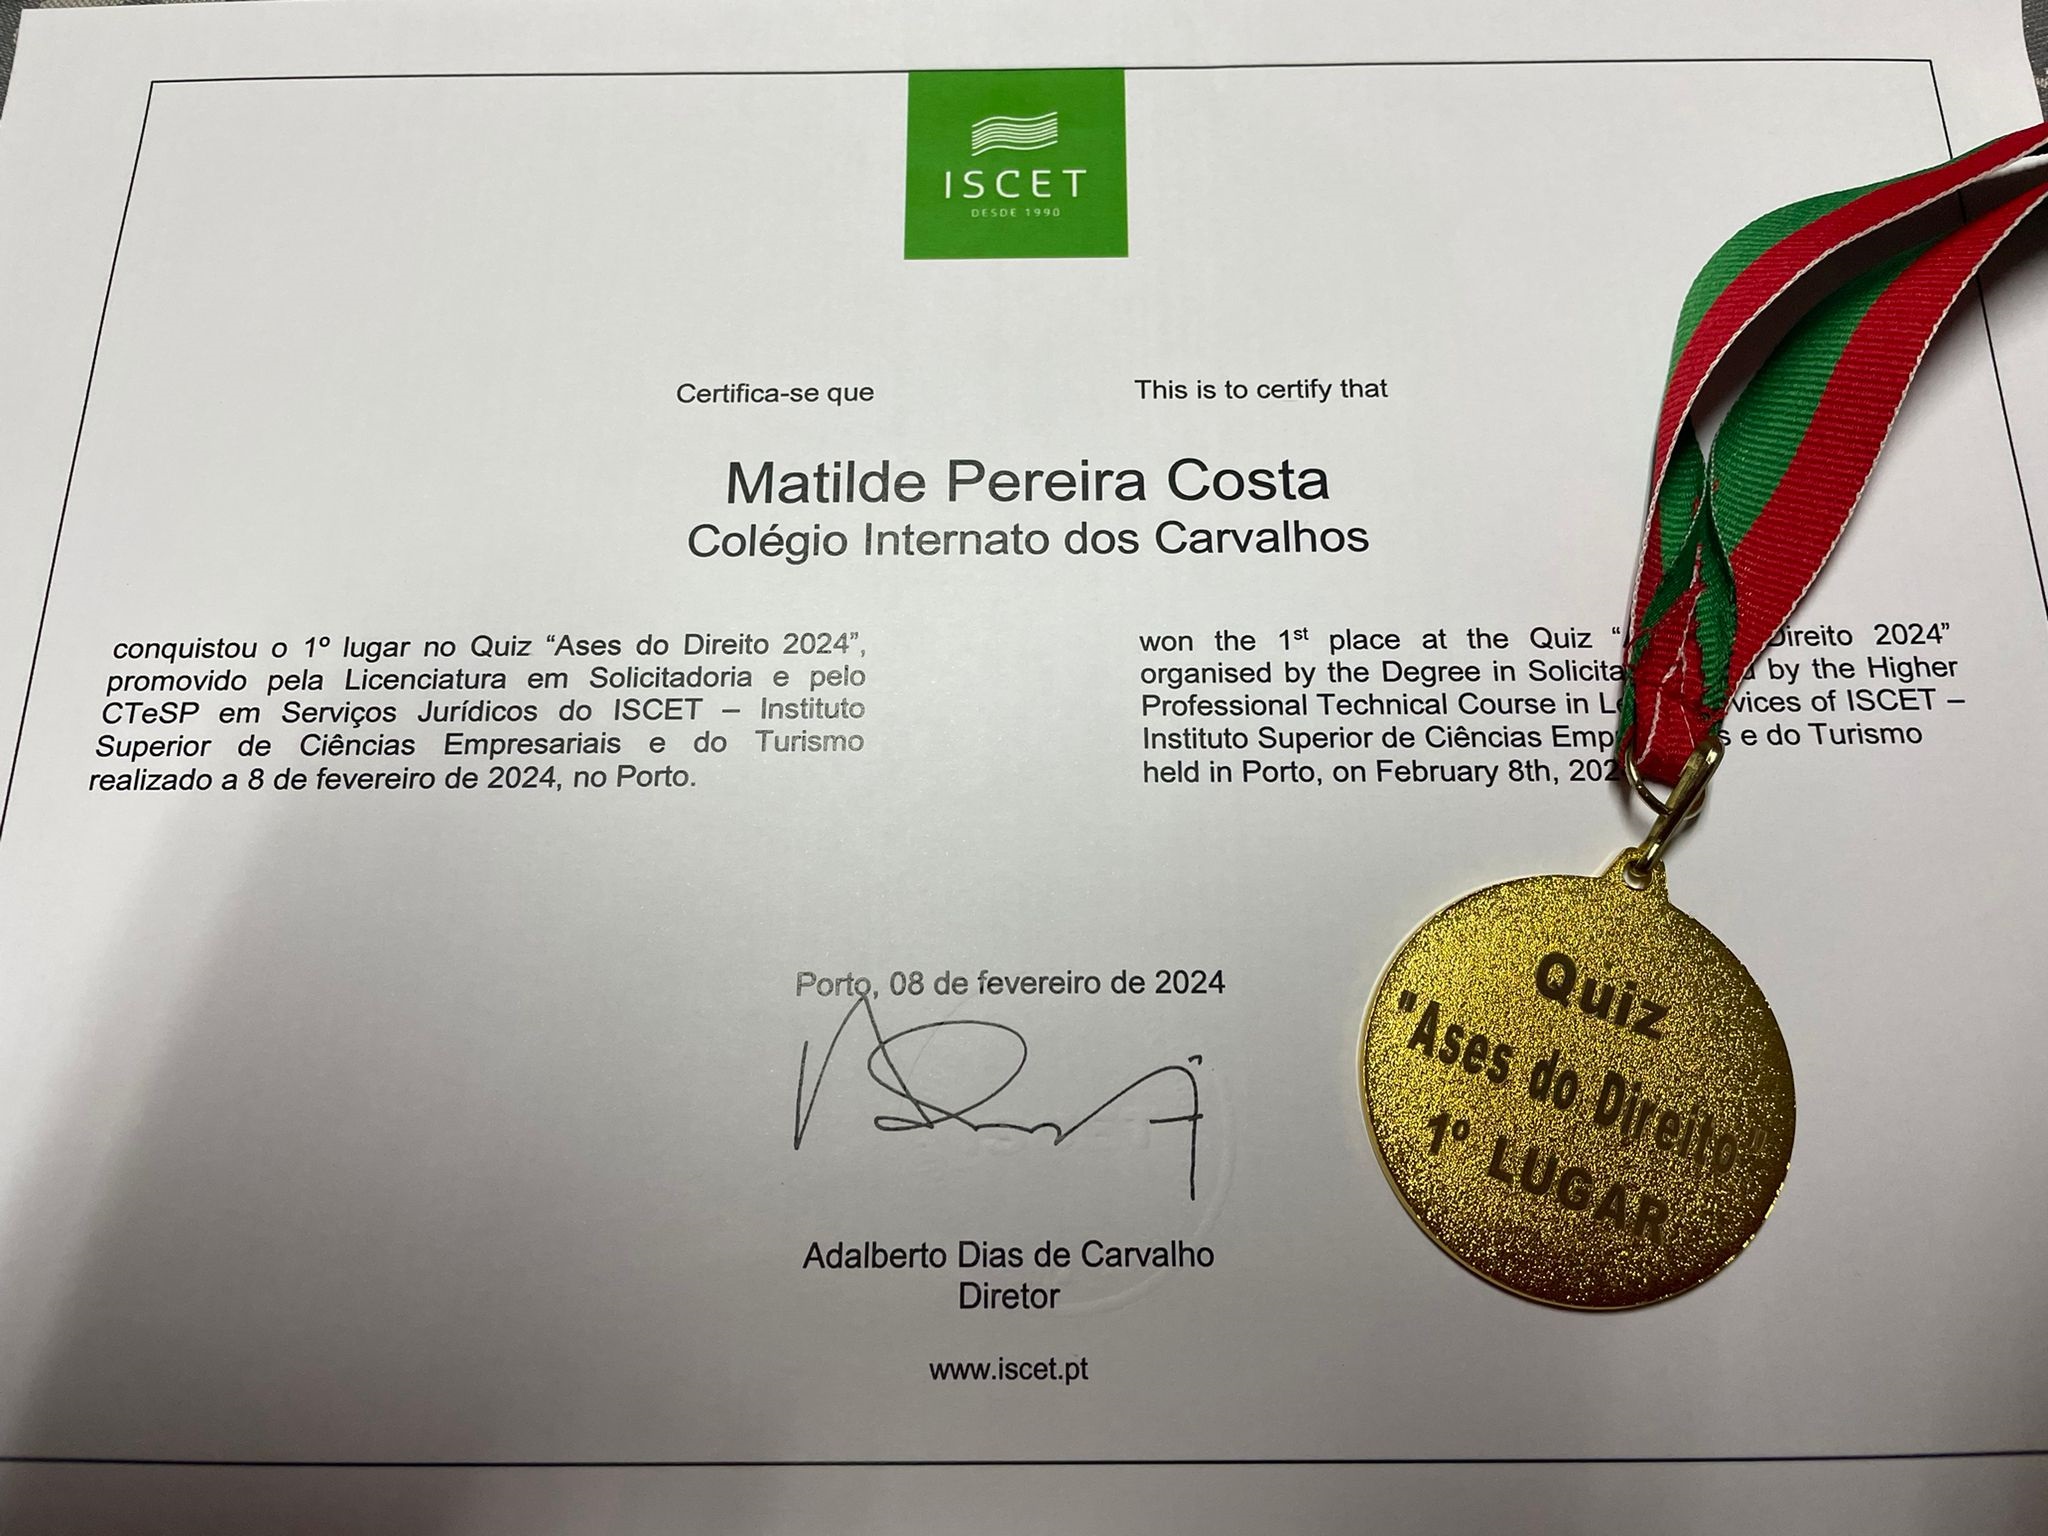 ISCET
DESDE 1990
Certifica-se que
This is to certify that
Matilde Pereira Costa
Colégio Internato dos Carvalhos
conquistou o 1º lugar no Quiz “Ases do Direito 2024”,
promovido pela Licenciatura em Solicitadoria e pelo
CTeSP em Serviços Jurídicos do ISCET – Instituto
Superior de Ciências Empresariais e do Turismo
realizado a 8 de fevereiro de 2024, no Porto.
won the 1st place at the Quiz “ Direito 2024”
organised by the Degree in by the Higher
Professional Technical Course in of ISCET –
Instituto Superior de Ciências e do Turismo
held in Porto, on February 8th,
Porto, 08 de fevereiro de 2024
Adalberto Dias de Carvalho
Diretor
www.iscet.pt
Quiz
"Ases do Direito"
1º LUGAR